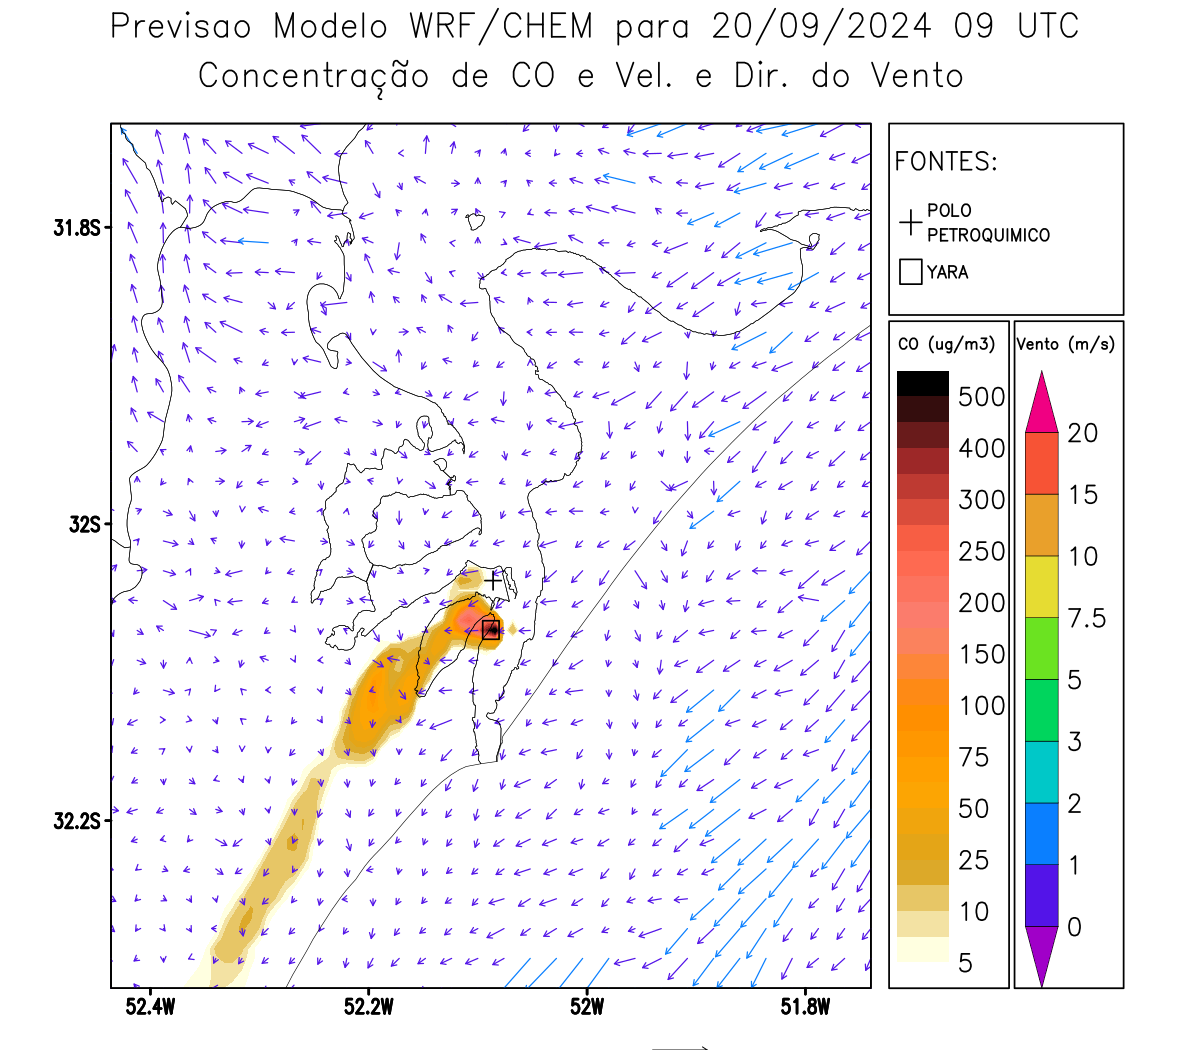 Previsao Modelo WRF/CHEM para 20/09/2024 09 UTC
Concentração de CO e Vel. e Dir. do Vento
FONTES:
POLO
PETROQUIMICO
YARA
CO (ug/m3)
500
400
300
250
200
150
100
75
50
25
10
5
Vento (m/s)
20
15
10
7.5
5
3
2
1
0
31.8S
32S
32.2S
52.4W
52.2W
52W
51.8W